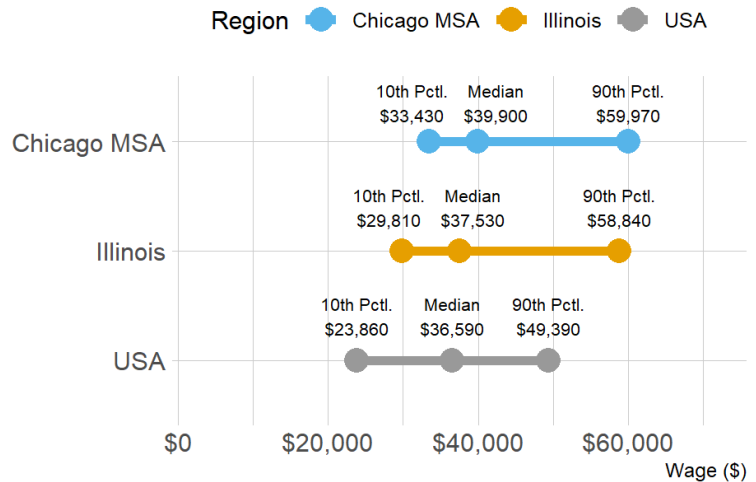 Region Chicago MSA Illinois USA
10th Pctl. Median 90th Pctl.
$33,430 $39,900 $59,970
Chicago MSA
10th Pctl. Median 90th Pctl.
$29,810 $37,530 $58,840
Illinois
10th Pctl. Median 90th Pctl.
$23,860 $36,590 $49,390
USA
$0 $20,000 $40,000 $60,000
Wage ($)